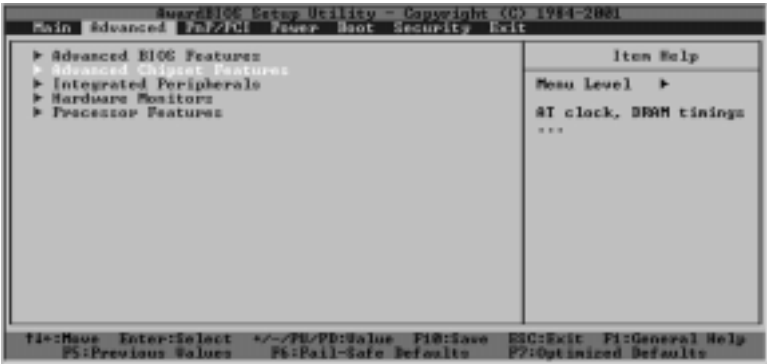 AwardBIOS Setup Utility - Copyright (C) 1984-2001
Main Advanced PnP/PCI Power Boot Security Exit
▶ Advanced BIOS Features
▶ Advanced Chipset Features
▶ Integrated Peripherals
▶ Hardware Monitors
▶ Processor Features
Item Help
Menu Level ▶
AT clock, DRAM timings
...
↑↓←:Move Enter:Select +/-/PU/PD:Value F10:Save ESC:Exit F1:General Help
F5:Previous Values F6:Fail-Safe Defaults F7:Optimized Defaults